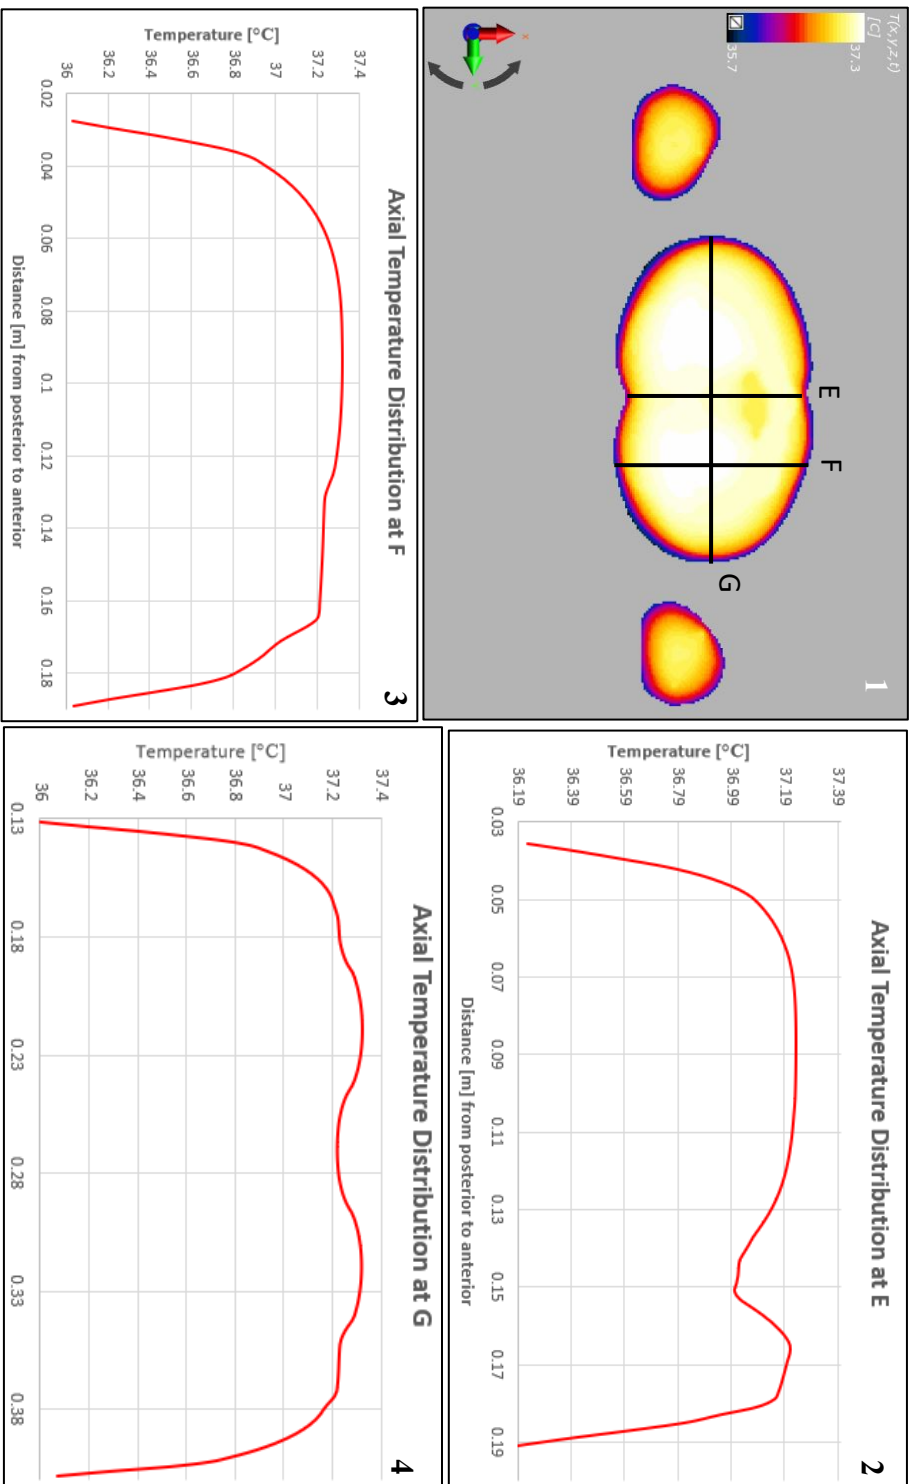 T(x,y,z,t)
[C]
37.3
35.7
x
E
F
G
1
Axial Temperature Distribution at E
Temperature [°C]
37.39
37.19
36.99
36.79
36.59
36.39
36.19
0.03 0.05 0.07 0.09 0.11 0.13 0.15 0.17 0.19
Distance [m] from posterior to anterior
2
Axial Temperature Distribution at F
Temperature [°C]
37.4
37.2
37
36.8
36.6
36.4
36.2
36
0.02 0.04 0.06 0.08 0.1 0.12 0.14 0.16 0.18
Distance [m] from posterior to anterior
3
Axial Temperature Distribution at G
Temperature [°C]
37.4
37.2
37
36.8
36.6
36.4
36.2
36
0.13 0.18 0.23 0.28 0.33 0.38
4